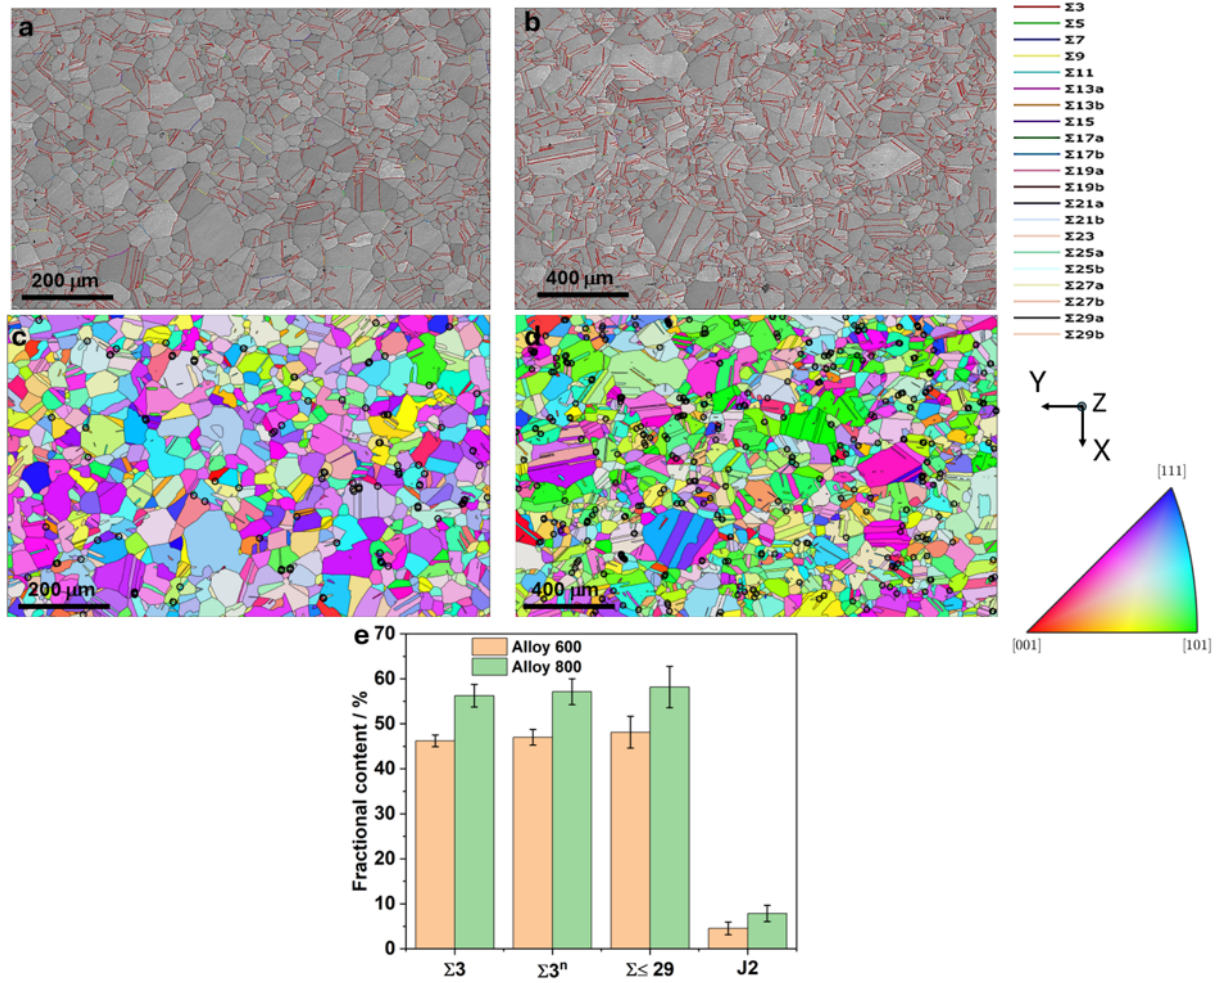 a
b
200 μm
400 μm
Σ3
Σ5
Σ7
Σ9
Σ11
Σ13a
Σ13b
Σ15
Σ17a
Σ17b
Σ19a
Σ19b
Σ21a
Σ21b
Σ23
Σ25a
Σ25b
Σ27a
Σ27b
Σ29a
Σ29b
c
d
200 μm
400 μm
Y
Z
X
[111]
[001]
[101]
e
Alloy 600
Alloy 800
Fractional content / %
70
60
50
40
30
20
10
0
Σ3
Σ3ⁿ
Σ≤ 29
J2